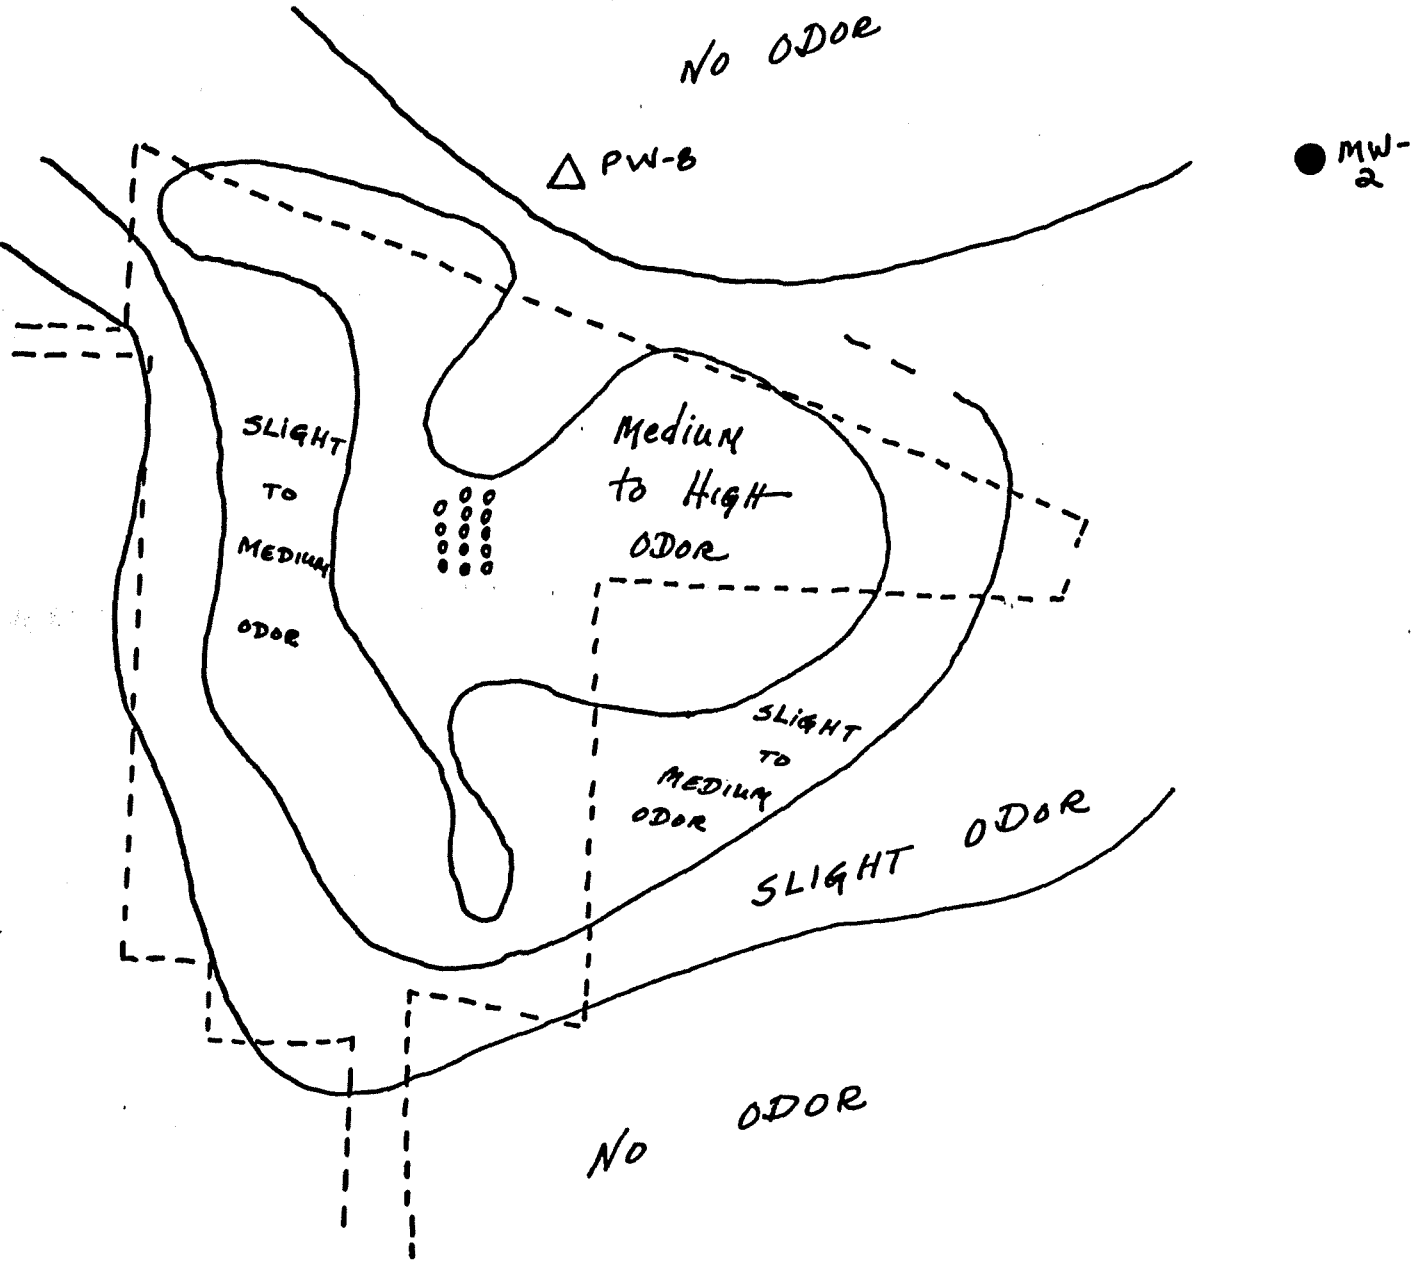 NO ODOR
PW-8
MW-
2
SLIGHT
TO
MEDIUM
ODOR
Medium
to HIGH
ODOR
SLIGHT
TO
MEDIUM
ODOR
SLIGHT ODOR
NO ODOR